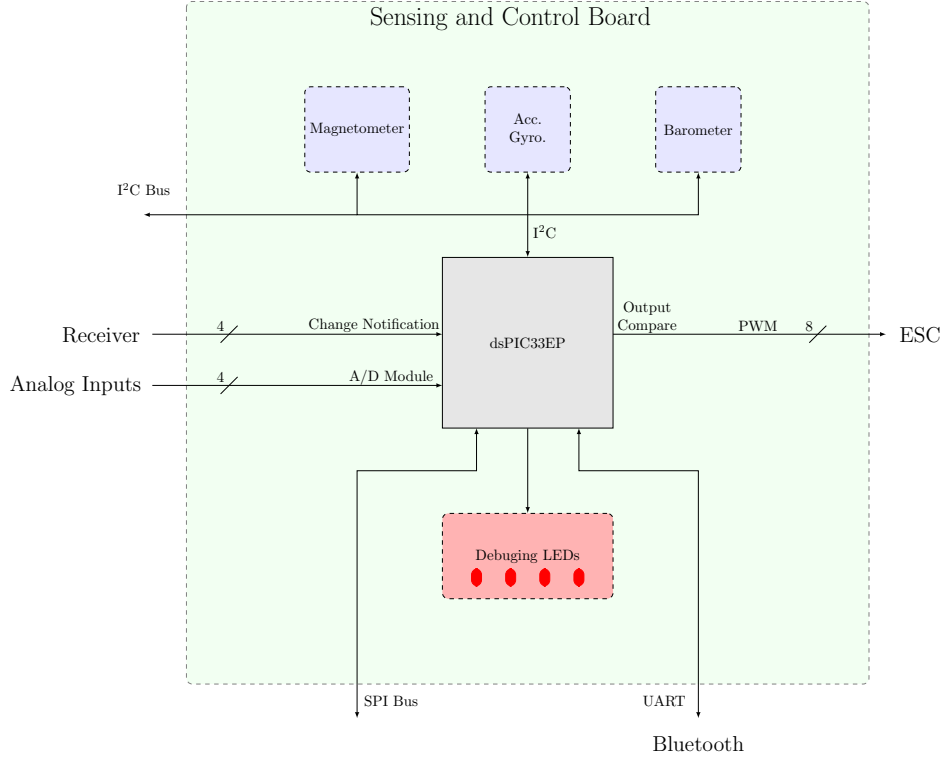 Sensing and Control Board
Magnetometer
Acc.
Gyro.
Barometer
I²C Bus
I²C
Receiver
4
Change Notification
Output
Compare
PWM
8
ESC
dsPIC33EP
Analog Inputs
4
A/D Module
Debuging LEDs
SPI Bus
UART
Bluetooth